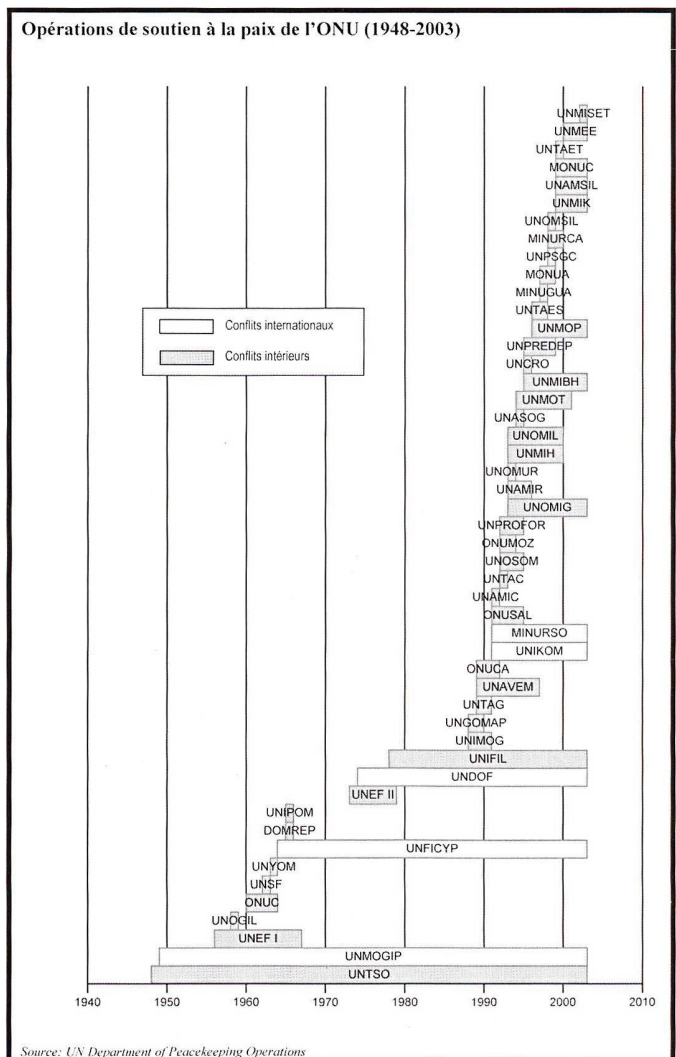 Opérations de soutien à la paix de l'ONU (1948-2003)
UNMISET
UNMEE
UNTAET
MONUC
UNAMSIL
UNMIK
UNOMSIL
MINURCA
UNPSGC
MONUA
MINUGUA
UNTAES
Conflits internationaux
UNMOP
Conflits intérieurs
UNPREDEP
UNCRO
UNMIBH
UNMOT
UNASOG
UNOMIL
UNMIH
UNOMUR
UNAMIR
UNOMIG
UNPROFOR
ONUMOZ
UNOSOM
UNTAC
UNAMIC
ONUSAL
MINURSO
UNIKOM
ONUCA
UNAVEM
UNTAG
UNGOMAP
UNIMOG
UNIFIL
UNDOF
UNEF II
UNIPOM
DOMREP
UNFICYP
UNYOM
UNSF
ONUC
UNOGIL
UNEF I
UNMOGIP
UNTSO
1940 1950 1960 1970 1980 1990 2000 2010
Source: UN Department of Peacekeeping Operations